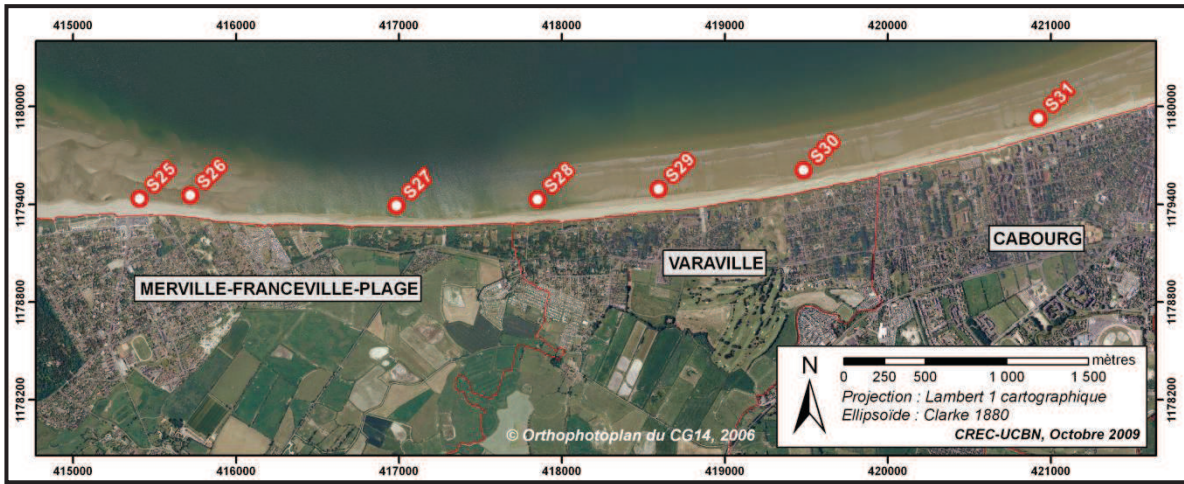 415000 416000 417000 418000 419000 420000 421000
1180000 1180000
S31
S30
S25 S26 S27 S28 S29
1179400 1179400
VARAVILLE
CABOURG
MERVILLE-FRANCEVILLE-PLAGE
1178800 1178800
N
mètres
0 250 500 1 000 1 500
Projection : Lambert 1 cartographique
Ellipsoïde : Clarke 1880
1178200 1178200
© Orthophotoplan du CG14, 2006
CREC-UCBN, Octobre 2009
415000 416000 417000 418000 419000 420000 421000